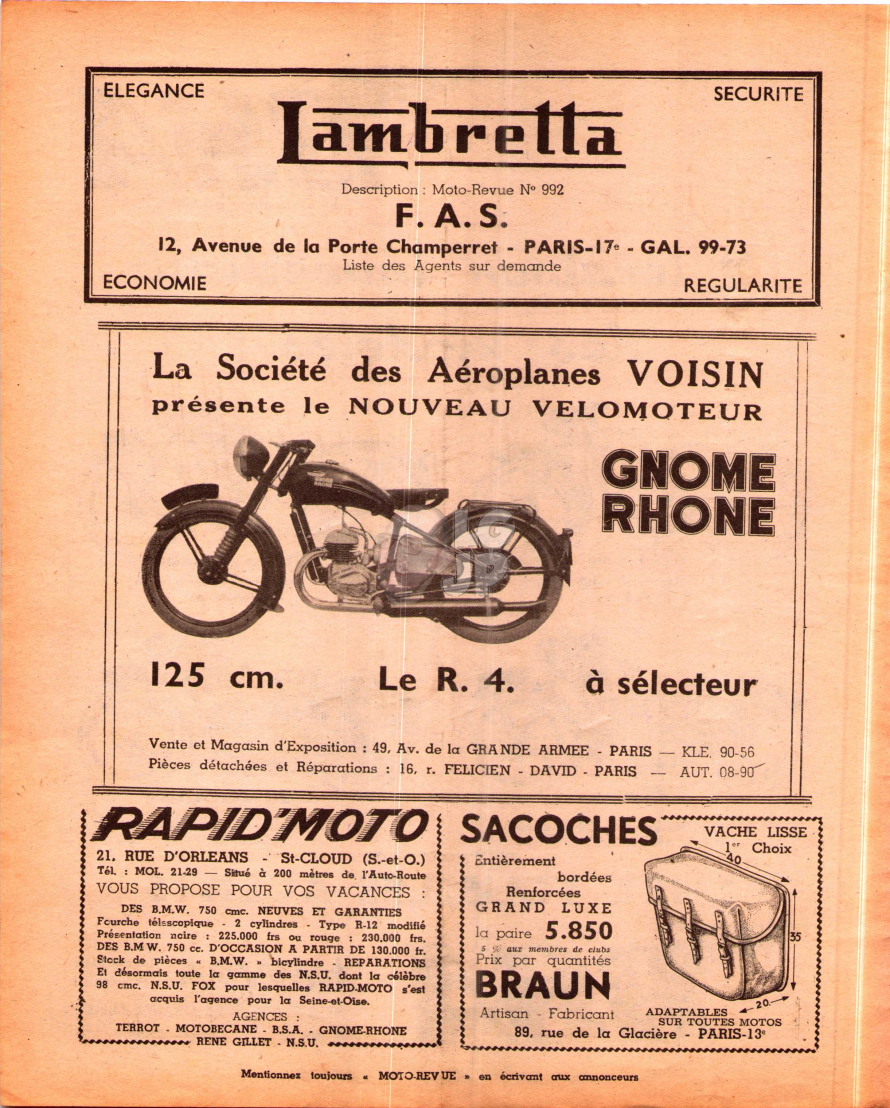 ELEGANCE
SECURITE
Lambretta
Description : Moto-Revue Nº 992
F. A. S.
12, Avenue de la Porte Champerret - PARIS-17e - GAL. 99-73
Liste des Agents sur demande
ECONOMIE
REGULARITE
La Société des Aéroplanes VOISIN
présente le NOUVEAU VELOMOTEUR
GNOME
RHONE
GNOME
RHONE
125 cm. Le R. 4. à sélecteur
Vente et Magasin d'Exposition : 49, Av. de la GRANDE ARMEE - PARIS — KLE. 90-56
Pièces détachées et Réparations : 16, r. FELICIEN - DAVID - PARIS — AUT. 08-90
RAPID'MOTO
21, RUE D'ORLEANS - St-CLOUD (S.-et-O.)
Tél. : MOL. 21-29 — Situé à 200 mètres de l'Auto-Route
VOUS PROPOSE POUR VOS VACANCES :
DES B.M.W. 750 cmc. NEUVES ET GARANTIES
Fourche télescopique - 2 cylindres - Type R-12 modifié
Présentation noire : 225.000 frs ou rouge : 230.000 frs.
DES B.M.W. 750 cc. D'OCCASION A PARTIR DE 130.000 fr.
Stock de pièces « B.M.W. » bicylindre - REPARATIONS
Et désormais toute la gamme des N.S.U. dont la célèbre
98 cmc. N.S.U. FOX pour lesquelles RAPID-MOTO s'est
acquis l'agence pour la Seine-et-Oise.
AGENCES :
TERROT - MOTOBECANE - B.S.A. - GNOME-RHONE
RENE GILLET - N.S.U.
SACOCHES
VACHE LISSE
1er Choix
Entièrement
bordées
Renforcées
GRAND LUXE
la paire 5.850
5 % aux membres de clubs
Prix par quantités
BRAUN
Artisan - Fabricant
40
35
20
ADAPTABLES
SUR TOUTES MOTOS
89, rue de la Glacière - PARIS-13e
Mentionnez toujours « MOTO-REVUE » en écrivant aux annonceurs